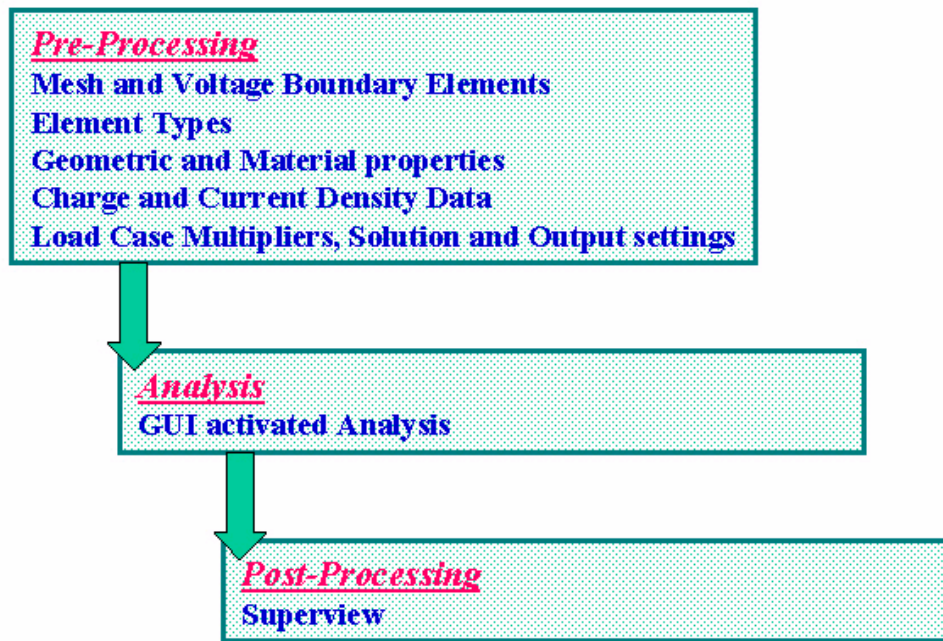 Pre-Processing
Mesh and Voltage Boundary Elements
Element Types
Geometric and Material properties
Charge and Current Density Data
Load Case Multipliers, Solution and Output settings
Analysis
GUI activated Analysis
Post-Processing
Superview